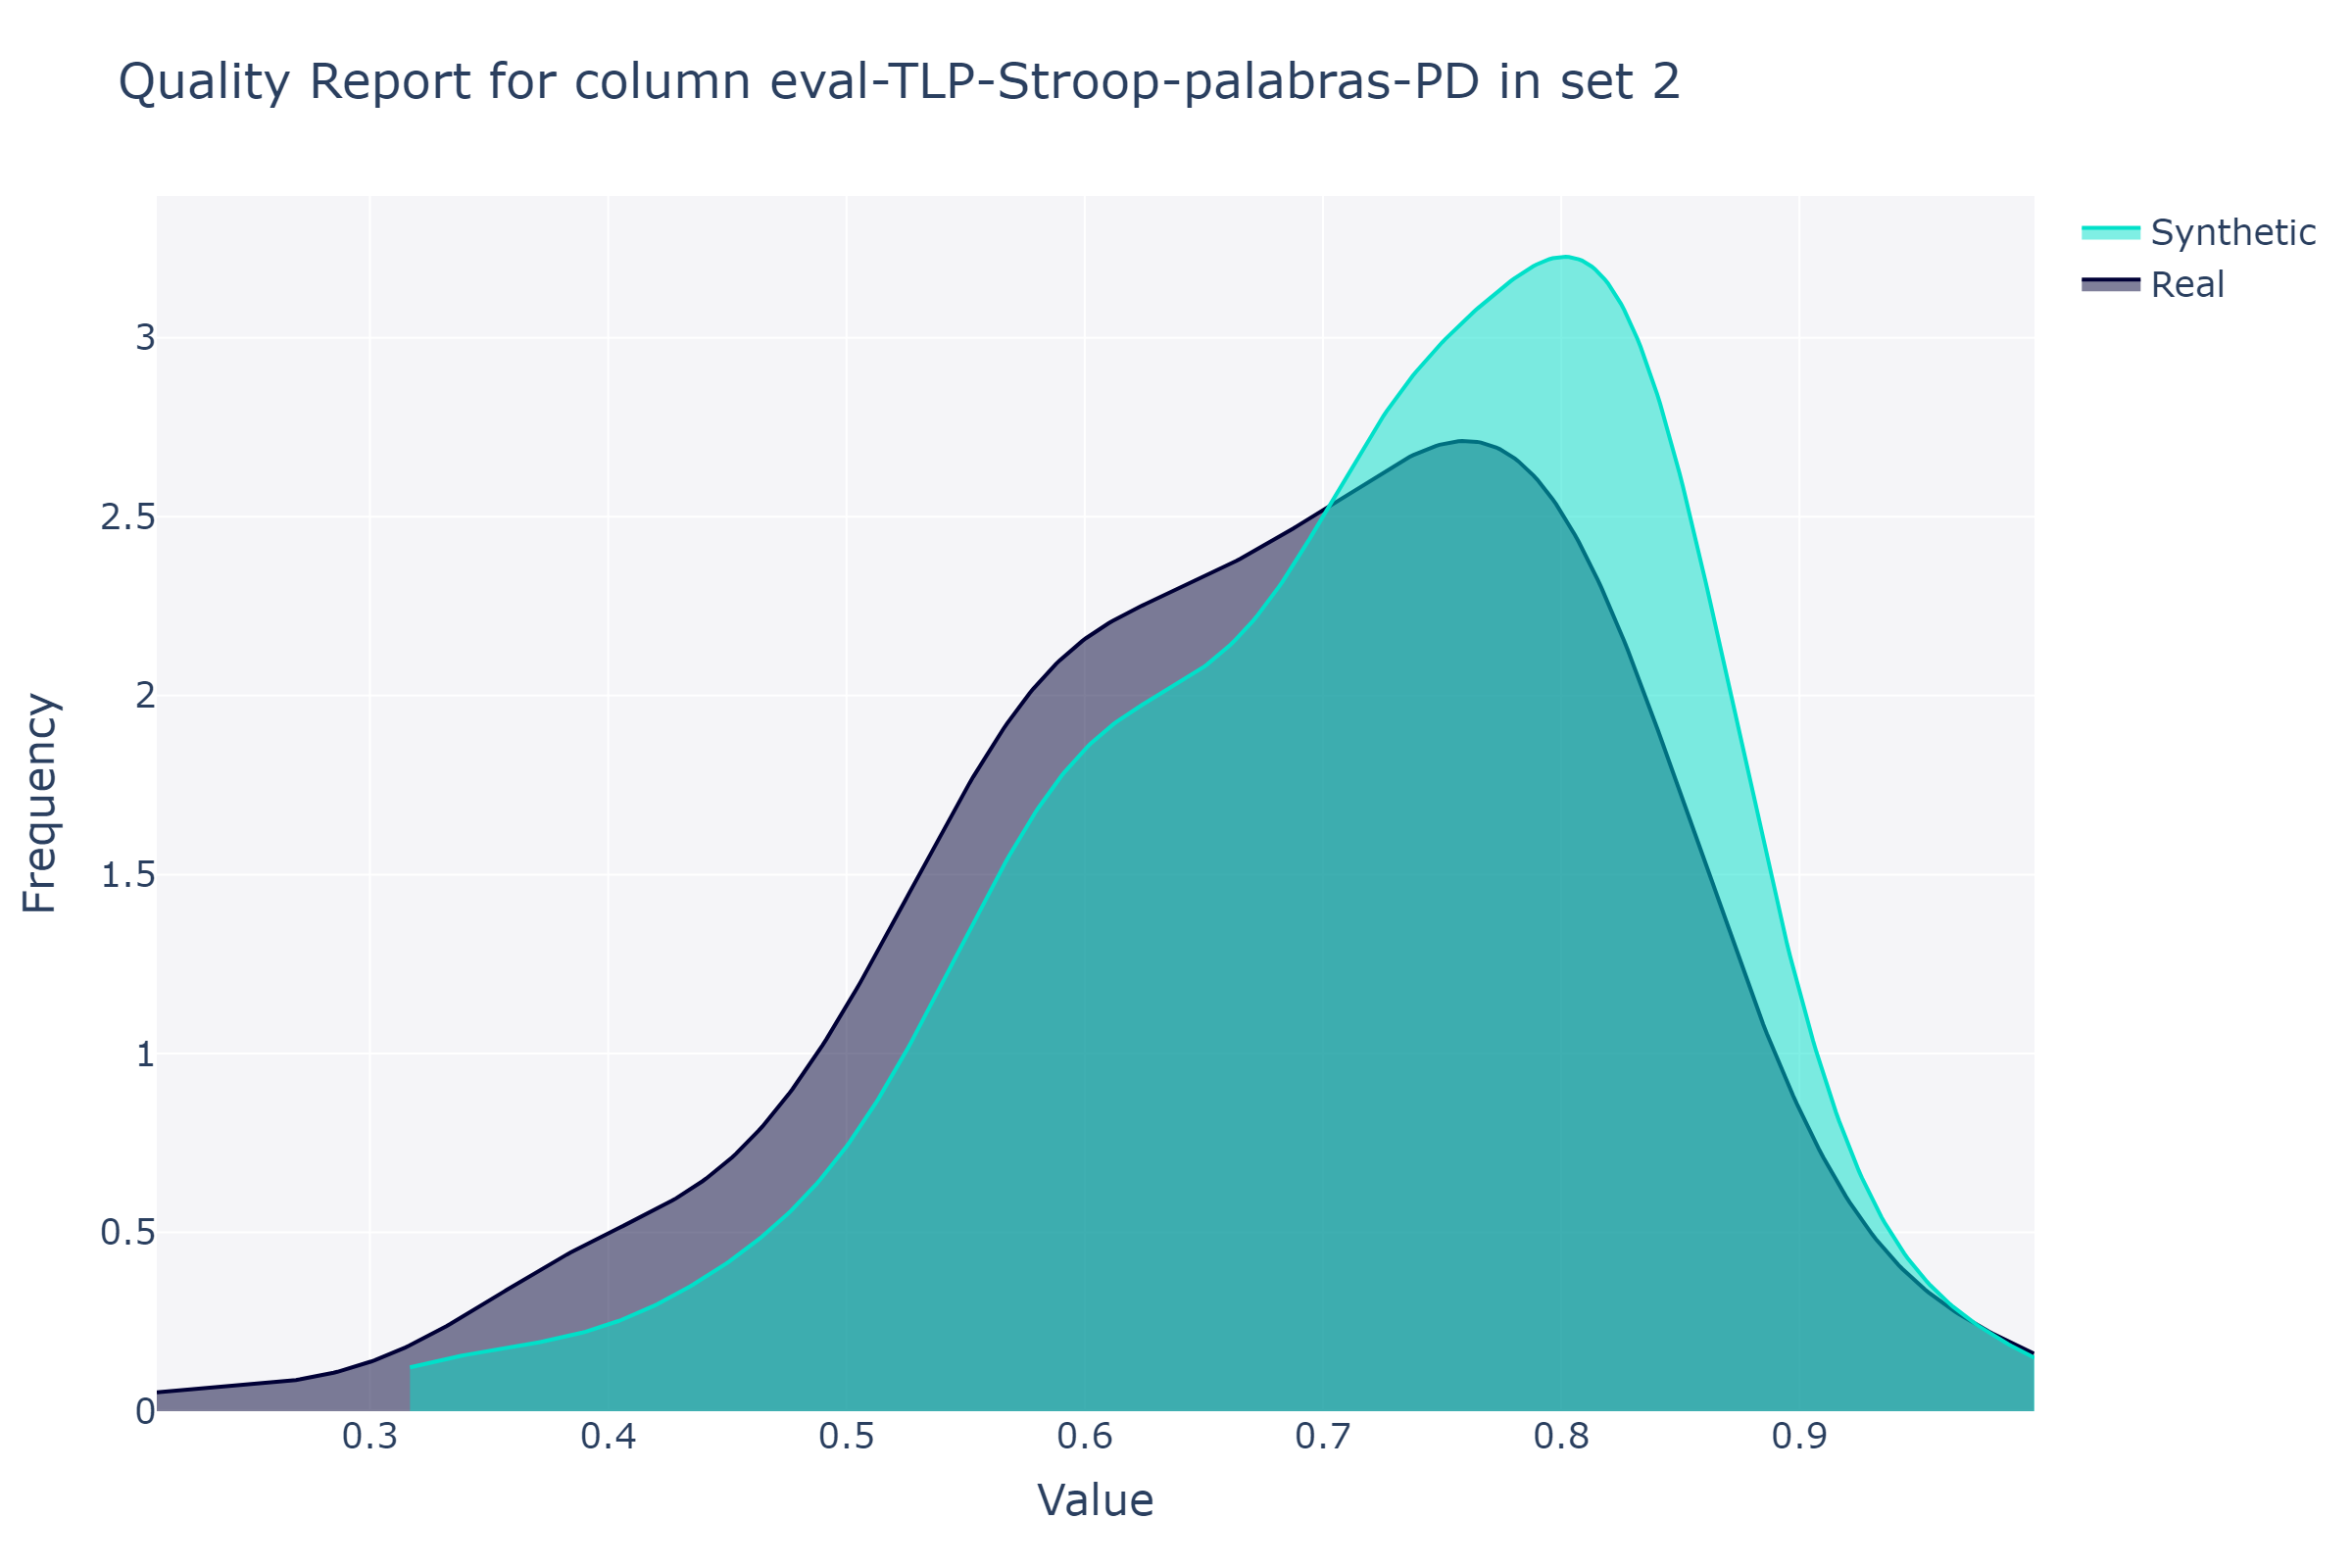 Quality Report for column eval-TLP-Stroop-palabras-PD in set 2
Synthetic
Real
3
2.5
2
1.5
1
0.5
0
Frequency
0.3 0.4 0.5 0.6 0.7 0.8 0.9
Value